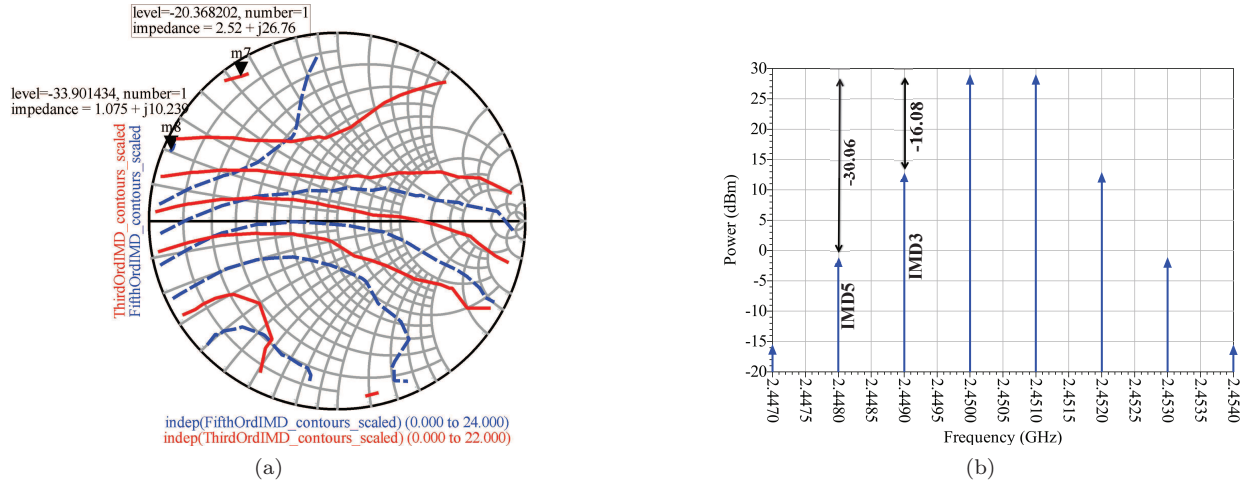 level=-20.368202, number=1
impedance = 2.52 + j26.76
m7
level=-33.901434, number=1
impedance = 1.075 + j10.239
m8
ThirdOrdIMD_contours_scaled
FifthOrdIMD_contours_scaled
indep(FifthOrdIMD_contours_scaled) (0.000 to 24.000)
indep(ThirdOrdIMD_contours_scaled) (0.000 to 22.000)
(a)
Power (dBm)
30
25
20
15
10
5
0
-5
-10
-15
-20
-30.06
-16.08
IMD5
IMD3
2.4470
2.4475
2.4480
2.4485
2.4490
2.4495
2.4500
2.4505
2.4510
2.4515
2.4520
2.4525
2.4530
2.4535
2.4540
Frequency (GHz)
(b)